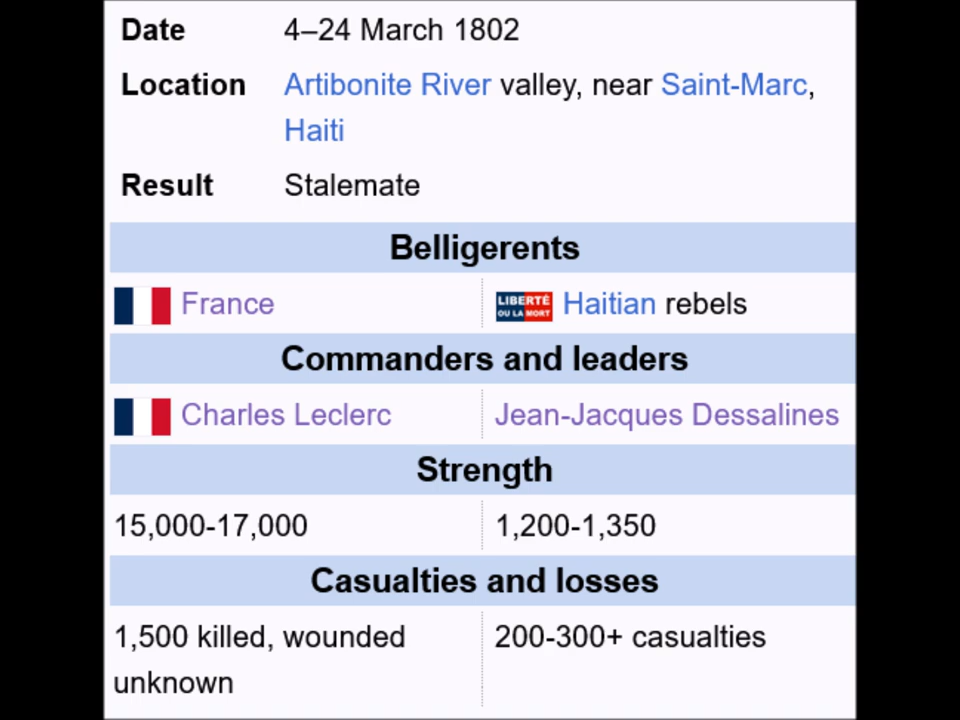 Date 4–24 March 1802
Location Artibonite River valley, near Saint-Marc,
Haiti
Result Stalemate
Belligerents
France LIBERTÉ OU LA MORT Haitian rebels
Commanders and leaders
Charles Leclerc Jean-Jacques Dessalines
Strength
15,000-17,000 1,200-1,350
Casualties and losses
1,500 killed, wounded 200-300+ casualties
unknown